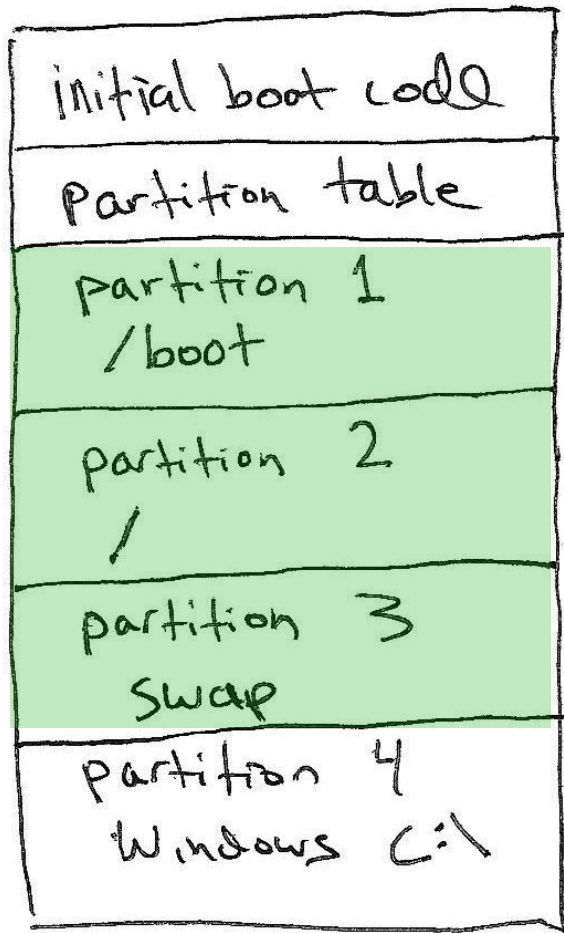 initial boot code
partition table
partition 1
/boot
partition 2
/
partition 3
swap
partition 4
Windows C:\